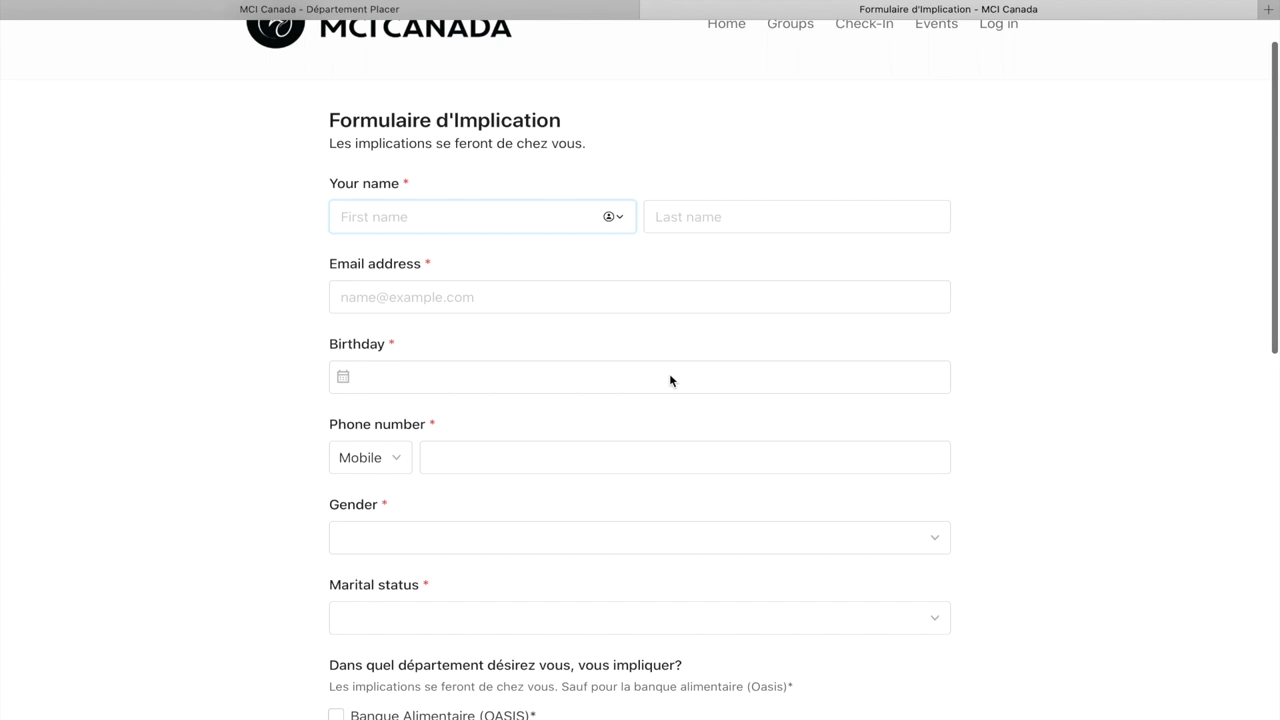 MCI Canada - Département Placer
Formulaire d'Implication - MCI Canada
MCI CANADA
Home Groups Check-In Events Log in
Formulaire d'Implication
Les implications se feront de chez vous.
Your name *
First name
Last name
Email address *
name@example.com
Birthday *
Phone number *
Mobile
Gender *
Marital status *
Dans quel département désirez vous, vous impliquer?
Les implications se feront de chez vous. Sauf pour la banque alimentaire (Oasis)*
Banque Alimentaire (OASIS)*